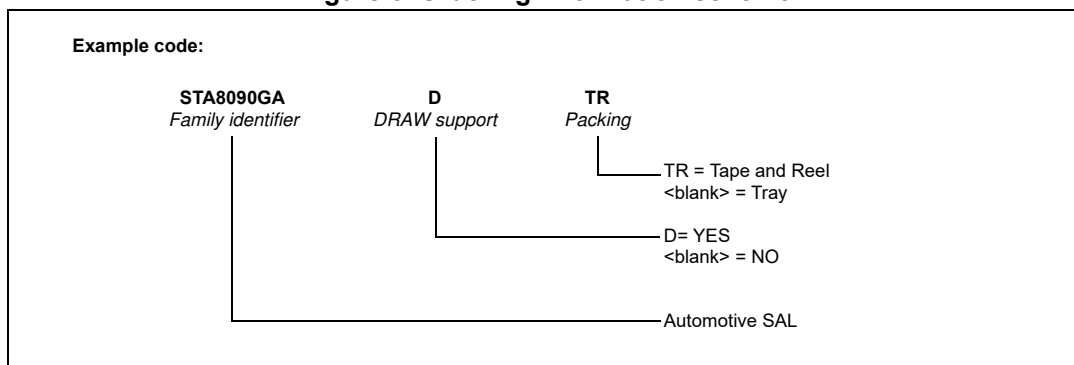 Example code:
STA8090GA D TR
Family identifier DRAW support Packing
TR = Tape and Reel
<blank> = Tray
D= YES
<blank> = NO
Automotive SAL